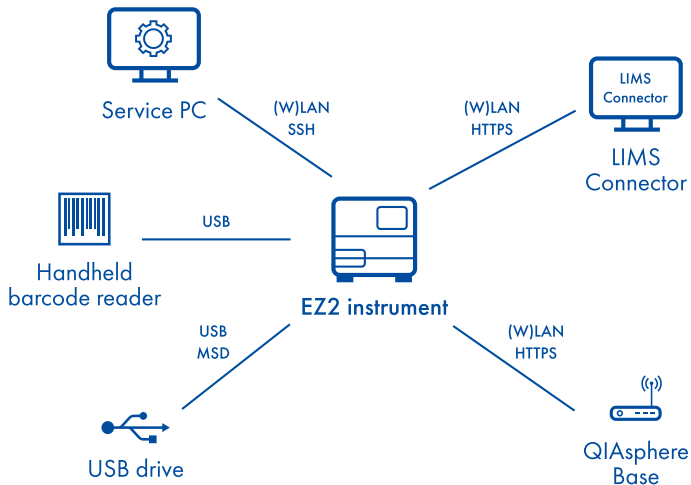 Service PC
(W)LAN
SSH
(W)LAN
HTTPS
LIMS
Connector
LIMS
Connector
Handheld
barcode reader
USB
EZ2 instrument
USB
MSD
USB drive
(W)LAN
HTTPS
QIAsphere
Base